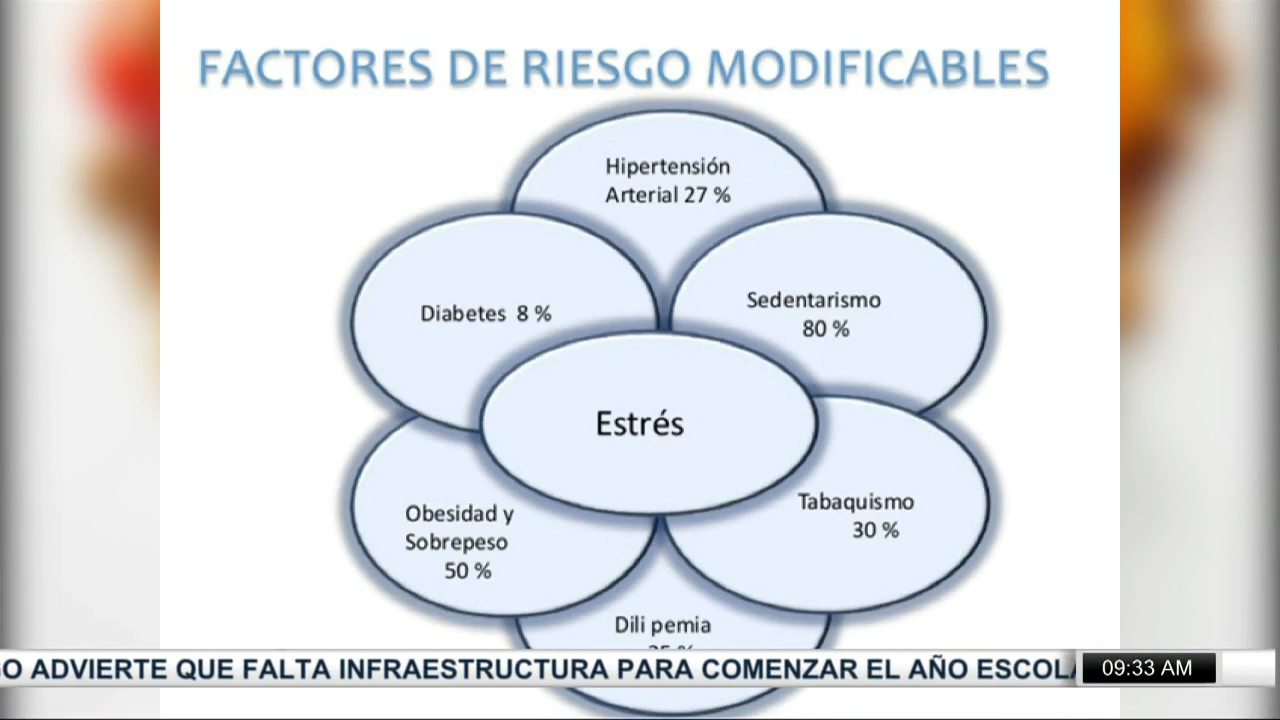 FACTORES DE RIESGO MODIFICABLES
Hipertensión
Arterial 27 %
Diabetes 8 %
Sedentarismo
80 %
Estrés
Obesidad y
Sobrepeso
50 %
Tabaquismo
30 %
Dili pemia
O ADVIERTE QUE FALTA INFRAESTRUCTURA PARA COMENZAR EL AÑO ESCOLA
09:33 AM